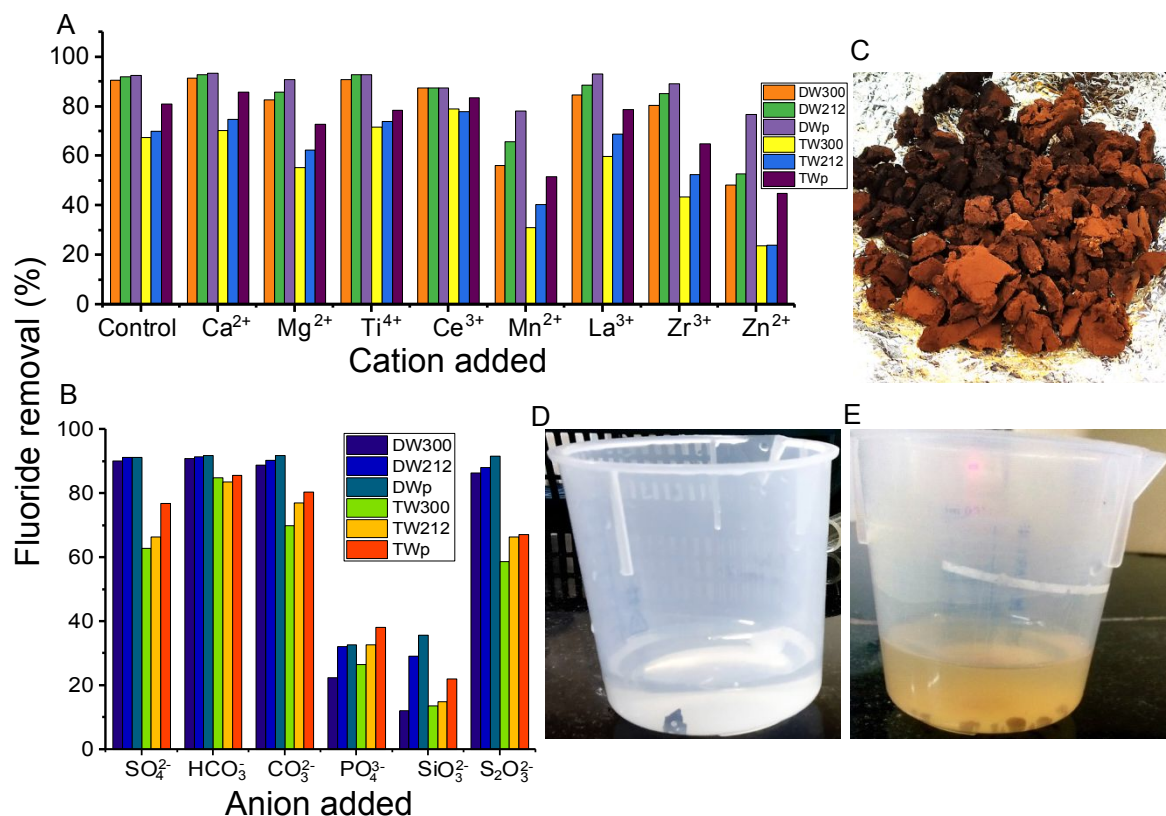 A
100
80
60
40
20
0
Control Ca²⁺ Mg²⁺ Ti⁴⁺ Ce³⁺ Mn²⁺ La³⁺ Zr³⁺ Zn²⁺
Cation added
DW300
DW212
DWp
TW300
TW212
TWp
C
Fluoride removal (%)
B
100
80
60
40
20
0
SO₄²⁻ HCO₃⁻ CO₃²⁻ PO₄³⁻ SiO₃²⁻ S₂O₃²⁻
Anion added
DW300
DW212
DWp
TW300
TW212
TWp
D
E